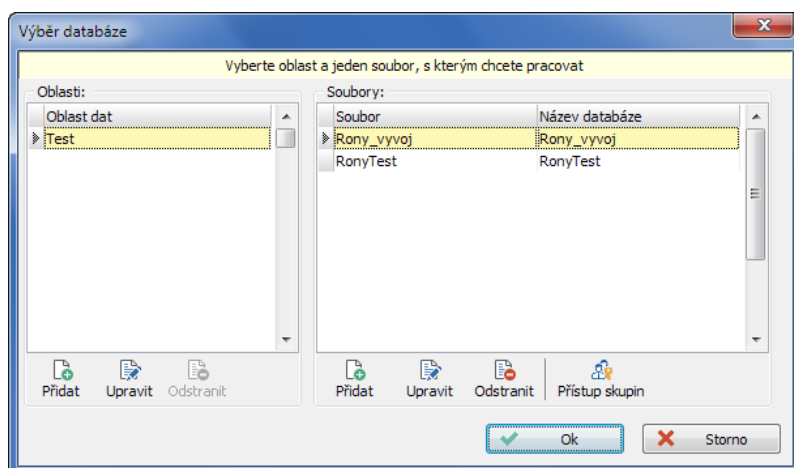 Výběr databáze
Vyberte oblast a jeden soubor, s kterým chcete pracovat
Oblasti:
Oblast dat
Test
Přidat Upravit Odstranit
Soubory:
Soubor Název databáze
Rony_vyvoj Rony_vyvoj
RonyTest RonyTest
Přidat Upravit Odstranit Přístup skupin
Ok Storno